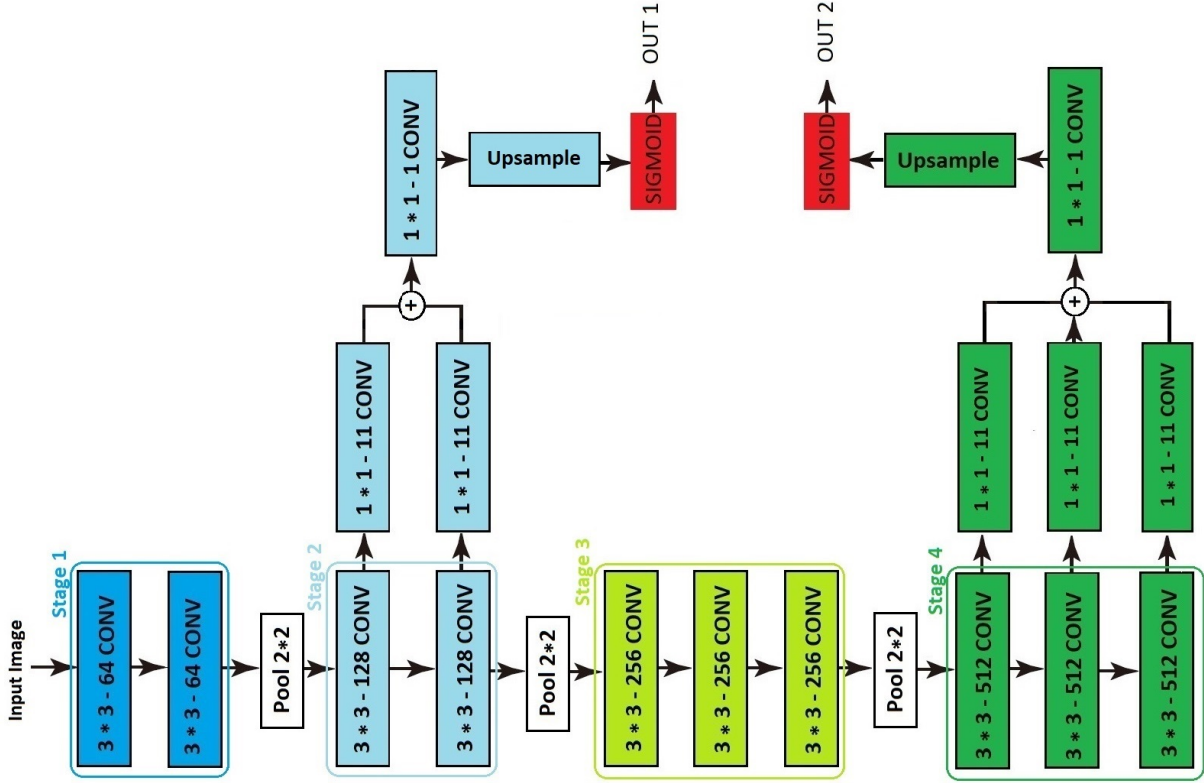 Input Image
Stage 1
3 * 3 - 64 CONV
3 * 3 - 64 CONV
Pool 2*2
Stage 2
3 * 3 - 128 CONV
3 * 3 - 128 CONV
1 * 1 - 11 CONV
1 * 1 - 11 CONV
+
1 * 1 - 1 CONV
Upsample
SIGMOID
OUT 1
Pool 2*2
Stage 3
3 * 3 - 256 CONV
3 * 3 - 256 CONV
3 * 3 - 256 CONV
Pool 2*2
Stage 4
3 * 3 - 512 CONV
3 * 3 - 512 CONV
3 * 3 - 512 CONV
1 * 1 - 11 CONV
1 * 1 - 11 CONV
1 * 1 - 11 CONV
+
1 * 1 - 1 CONV
Upsample
SIGMOID
OUT 2